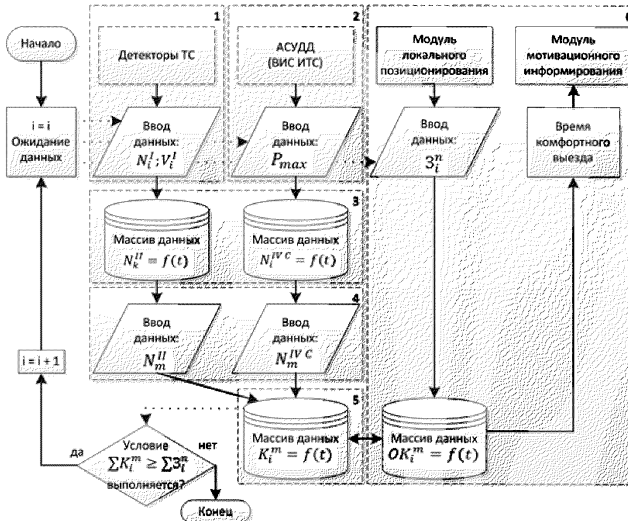 1
2
6
Начало
Детекторы ТС
АСУДД
(ВИС ИТС)
Модуль
локального
позиционирования
Модуль
мотивационного
информирования
i = i
Ожидание
данных
Ввод
данных:
N_i^I; V_i^I
Ввод
данных:
P_max
Ввод
данных:
З_i^n
Время
комфортного
выезда
3
Массив данных
N_k^II = f(t)
Массив данных
N_i^IV C = f(t)
4
Ввод
данных:
N_m^II
Ввод
данных:
N_m^IV C
i = i + 1
5
Массив данных
K_i^m = f(t)
Массив данных
OK_i^m = f(t)
да
Условие
∑K_i^m ≥ ∑З_i^n
выполняется?
нет
Конец